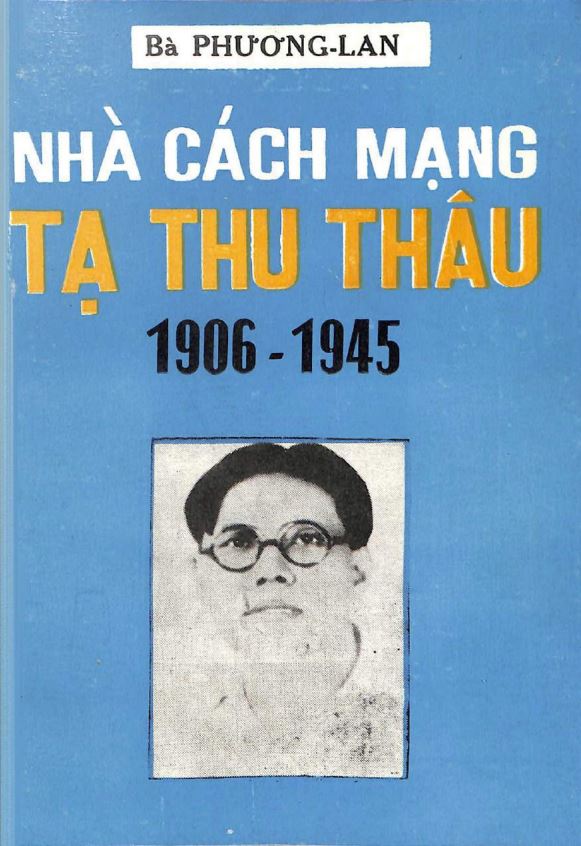 Bà PHƯƠNG-LAN
NHÀ CÁCH MẠNG
TẠ THU THÂU
1906 - 1945